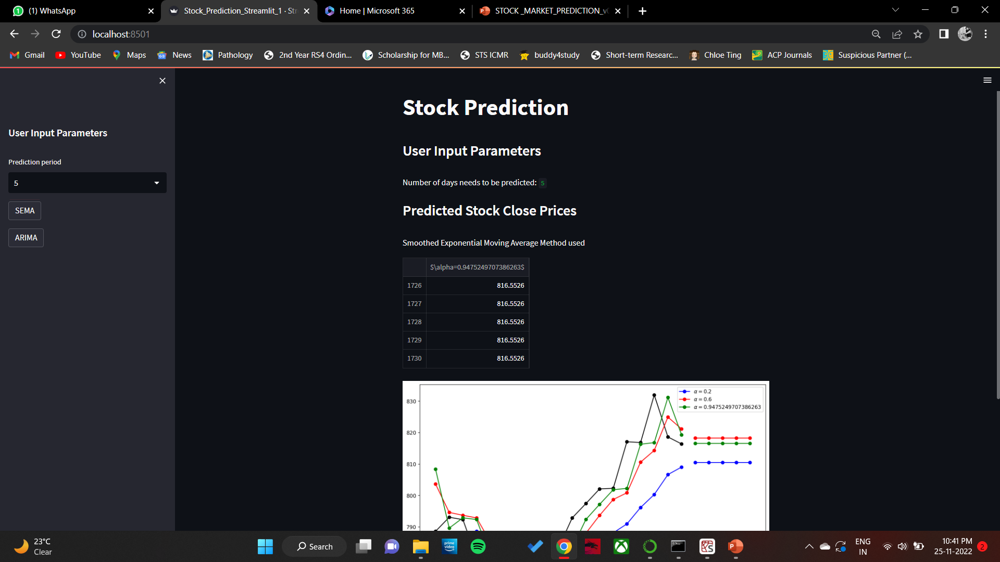 (1) WhatsApp
Stock_Prediction_Streamlit_1 · Str
Home | Microsoft 365
STOCK _MARKET_PREDICTION_v
localhost:8501
Gmail
YouTube
Maps
News
Pathology
2nd Year RS4 Ordin...
Scholarship for MB...
STS ICMR
buddy4study
Short-term Researc...
Chloe Ting
ACP Journals
Suspicious Partner (...
User Input Parameters
Prediction period
5
SEMA
ARIMA
Stock Prediction
User Input Parameters
Number of days needs to be predicted: 5
Predicted Stock Close Prices
Smoothed Exponential Moving Average Method used
$\alpha=0.9475249707386263$
1726 816.5526
1727 816.5526
1728 816.5526
1729 816.5526
1730 816.5526
α = 0.2
α = 0.6
α = 0.9475249707386263
830
820
810
800
790
23°C
Clear
Search
prime video
ENG
IN
10:41 PM
25-11-2022
2